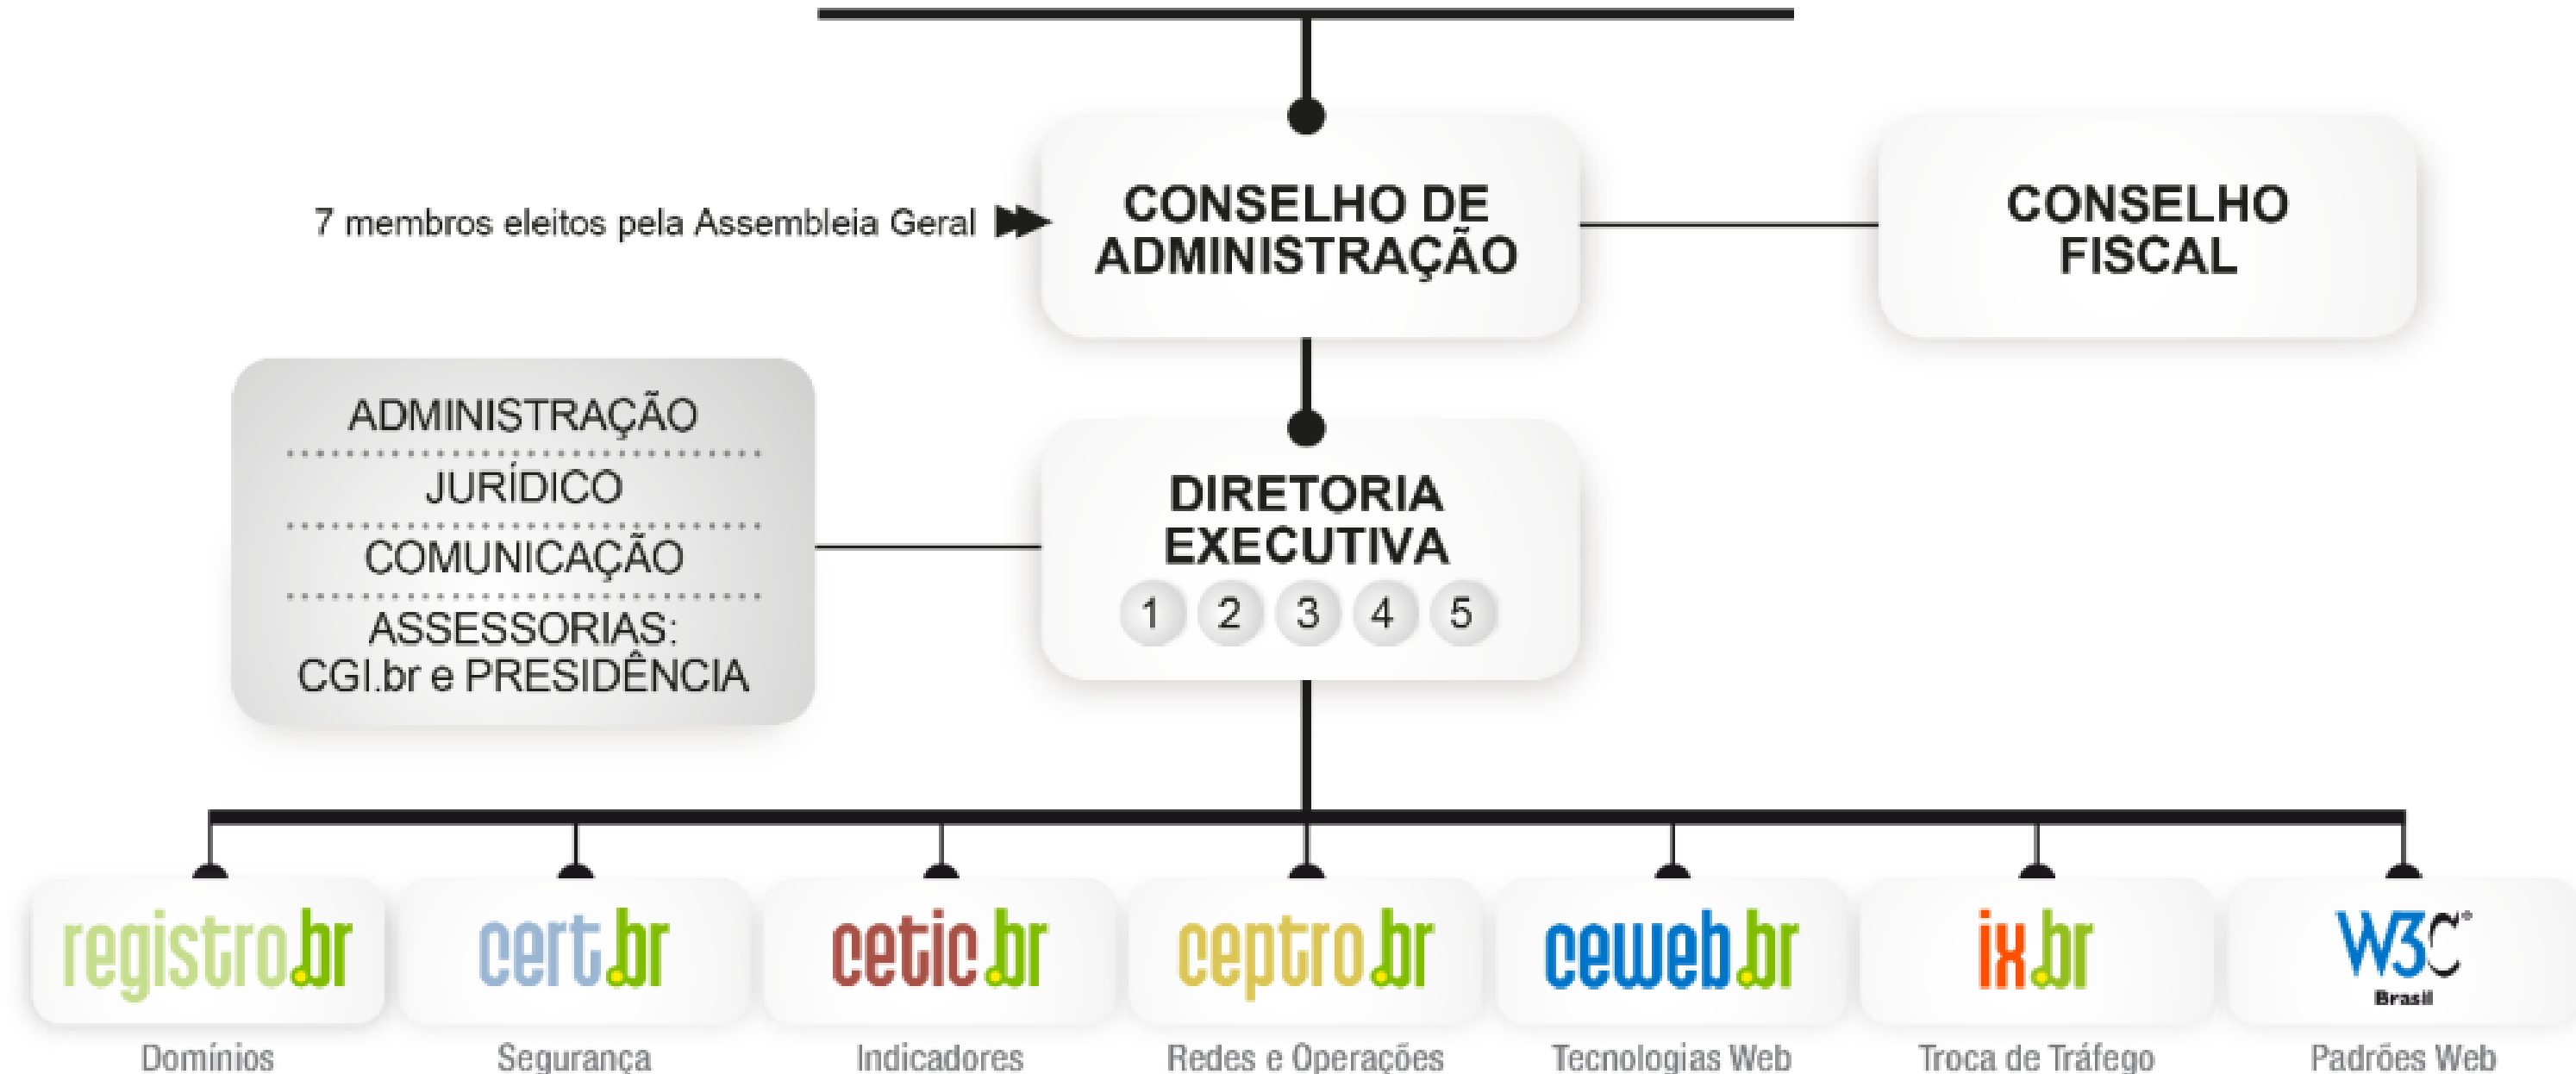 7 membros eleitos pela Assembleia Geral
CONSELHO DE
ADMINISTRAÇÃO
CONSELHO
FISCAL
ADMINISTRAÇÃO
JURÍDICO
COMUNICAÇÃO
ASSESSORIAS:
CGI.br e PRESIDÊNCIA
DIRETORIA
EXECUTIVA
1 2 3 4 5
registro.br
Domínios
cert.br
Segurança
cetic.br
Indicadores
ceptro.br
Redes e Operações
ceweb.br
Tecnologias Web
ix.br
Troca de Tráfego
W3C®
Brasil
Padrões Web